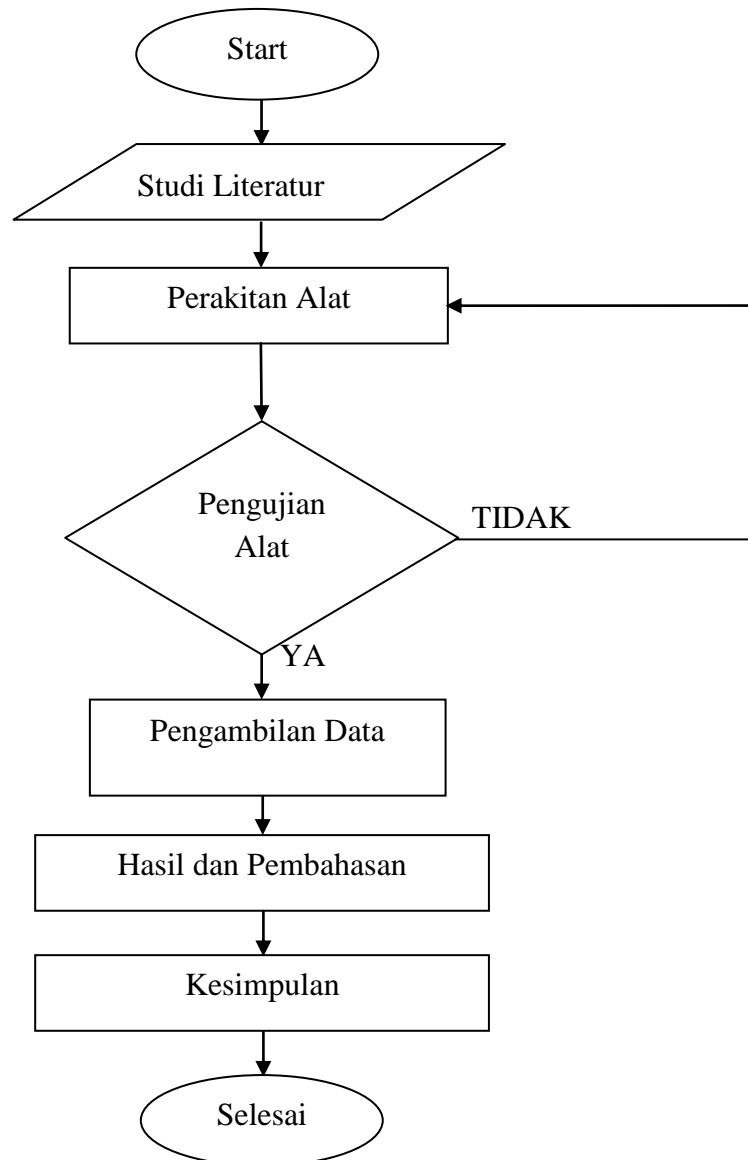 Start
Studi Literatur
Perakitan Alat
Pengujian
Alat
TIDAK
YA
Pengambilan Data
Hasil dan Pembahasan
Kesimpulan
Selesai